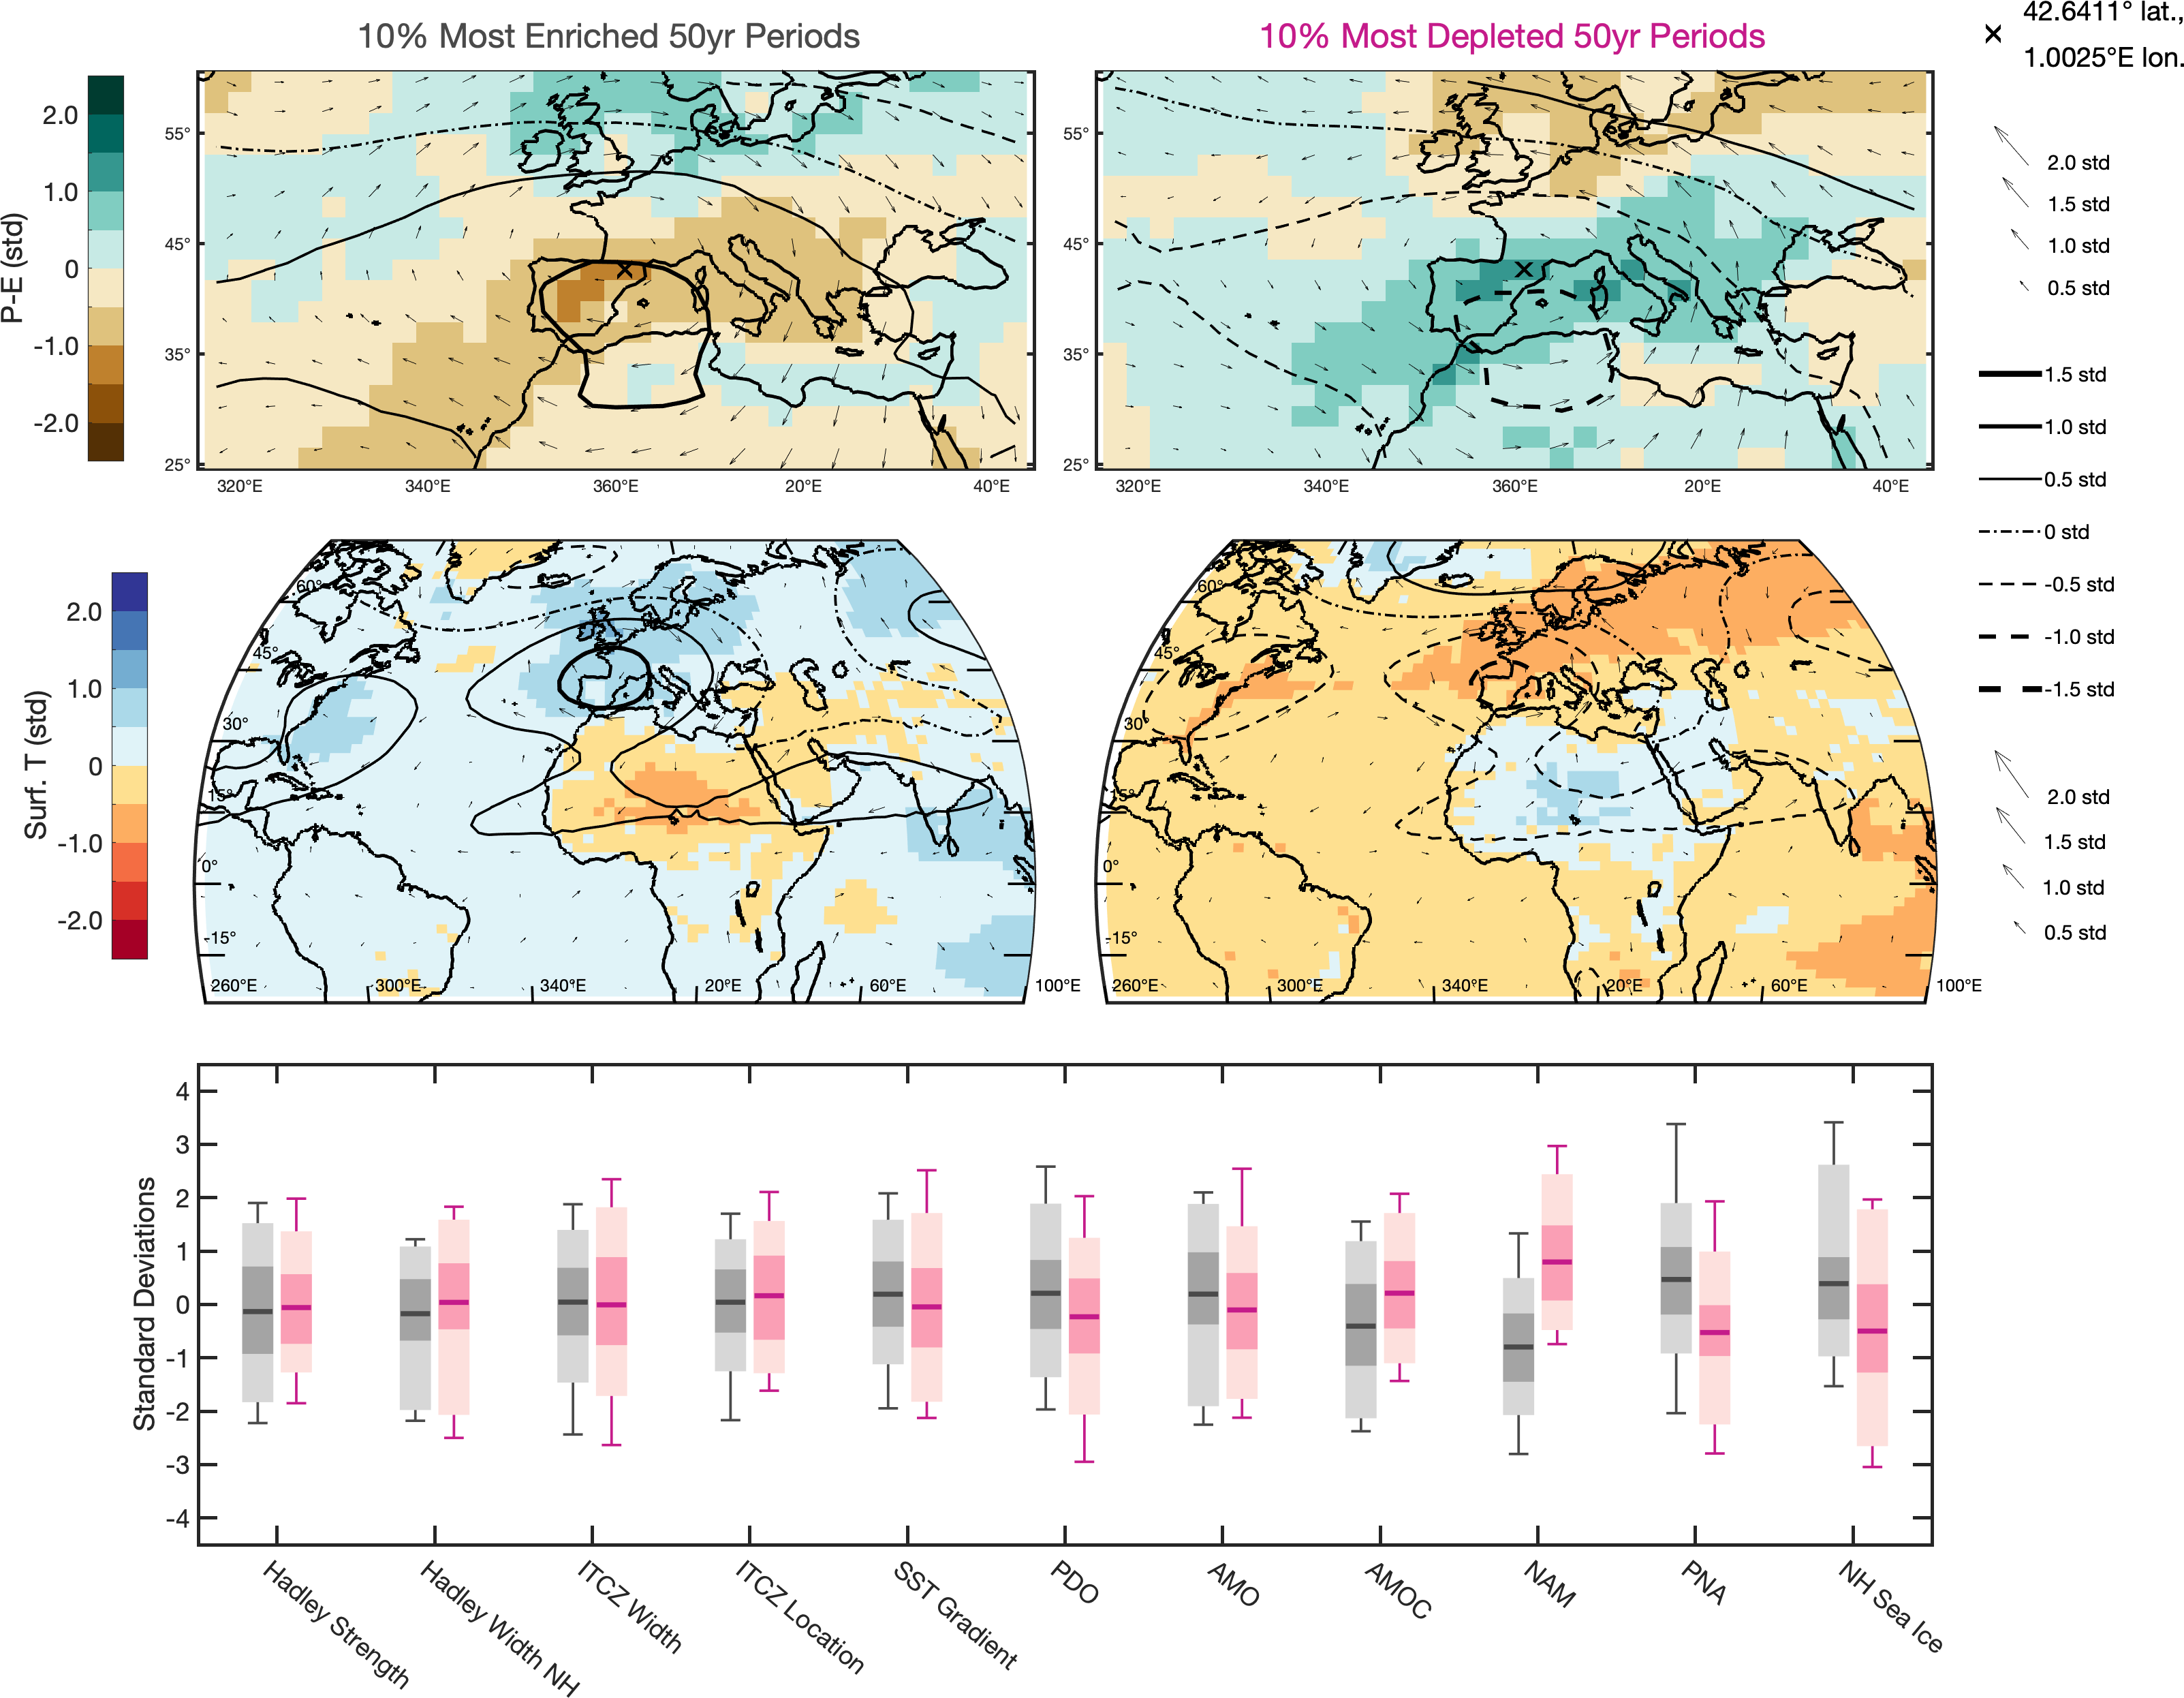 10% Most Enriched 50yr Periods
10% Most Depleted 50yr Periods
× 42.6411° lat.,
1.0025°E lon.
P-E (std)
2.0
1.0
0
-1.0
-2.0
55°
45°
35°
25°
320°E 340°E 360°E 20°E 40°E
55°
45°
35°
25°
320°E 340°E 360°E 20°E 40°E
2.0 std
1.5 std
1.0 std
0.5 std
1.5 std
1.0 std
0.5 std
0 std
-0.5 std
-1.0 std
-1.5 std
Surf. T (std)
2.0
1.0
0
-1.0
-2.0
60°
45°
30°
15°
0°
-15°
260°E 300°E 340°E 20°E 60°E 100°E
60°
45°
30°
15°
0°
-15°
260°E 300°E 340°E 20°E 60°E 100°E
2.0 std
1.5 std
1.0 std
0.5 std
Standard Deviations
4
3
2
1
0
-1
-2
-3
-4
Hadley Strength
Hadley Width NH
ITCZ Width
ITCZ Location
SST Gradient
PDO
AMO
AMOC
NAM
PNA
NH Sea Ice